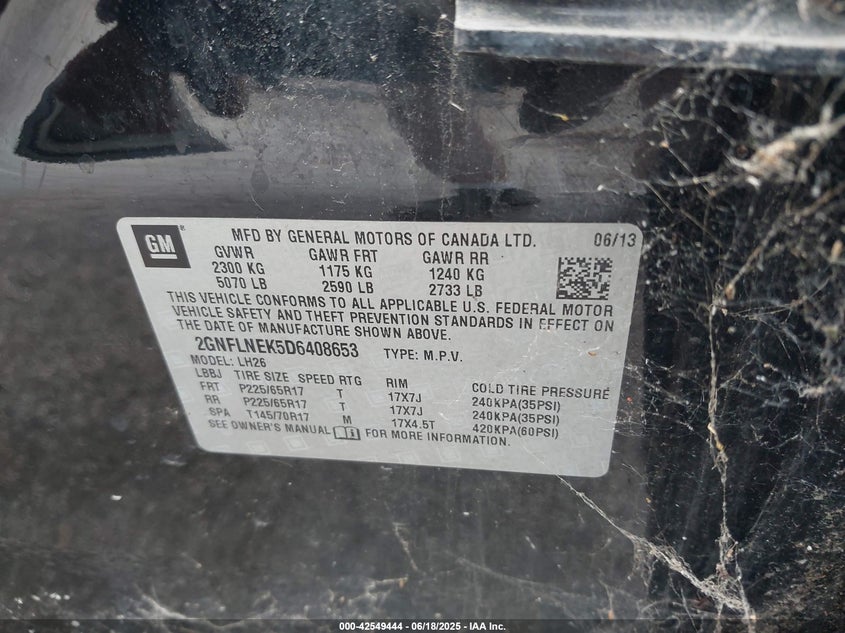 GM
MFD BY GENERAL MOTORS OF CANADA LTD. 06/13
GVWR GAWR FRT GAWR RR
2300 KG 1175 KG 1240 KG
5070 LB 2590 LB 2733 LB
THIS VEHICLE CONFORMS TO ALL APPLICABLE U.S. FEDERAL MOTOR
VEHICLE SAFETY AND THEFT PREVENTION STANDARDS IN EFFECT ON
THE DATE OF MANUFACTURE SHOWN ABOVE.
2GNFLNEK5D6408653 TYPE: M.P.V.
MODEL: LH26
LBBJ TIRE SIZE SPEED RTG RIM COLD TIRE PRESSURE
FRT P225/65R17 T 17X7J 240KPA(35PSI)
RR P225/65R17 T 17X7J 240KPA(35PSI)
SPA T145/70R17 M 17X4.5T 420KPA(60PSI)
SEE OWNER'S MANUAL FOR MORE INFORMATION.
000-42549444 - 06/18/2025 - IAA Inc.